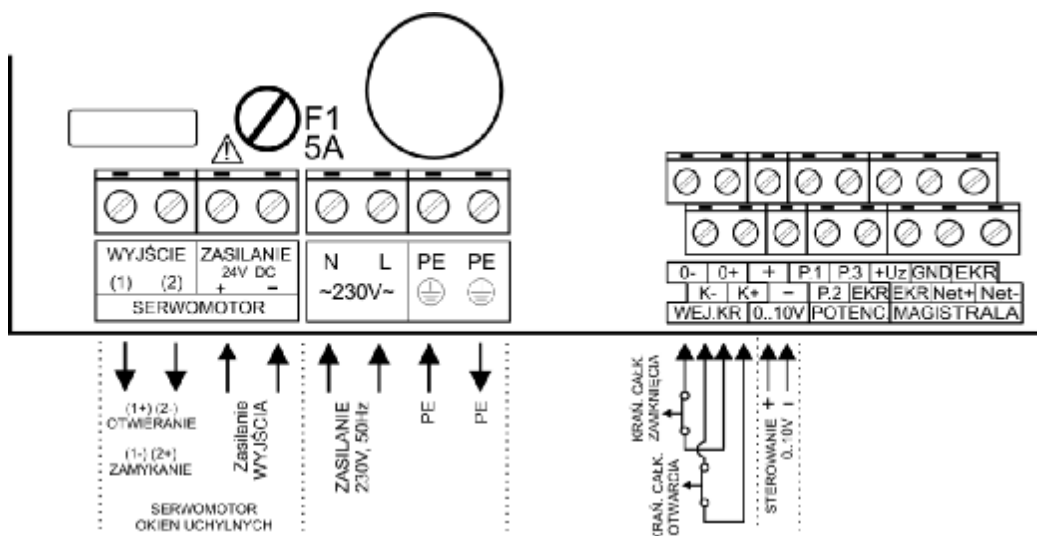 F1
5A
WYJŚCIE
(1) (2)
ZASILANIE
24V DC
+ −
SERWOMOTOR
N L PE PE
~230V~
0- 0+ + P.1 P.3 +Uz GND EKR
K- K+ − P.2 EKR EKR Net+ Net-
WEJ.KR 0..10V POTENC MAGISTRALA
(1+) (2-)
OTWIERANIE
(1-) (2+)
ZAMYKANIE
Zasilanie
WYJŚCIA
ZASILANIE
230V, 50Hz
PE
PE
SERWOMOTOR
OKIEN UCHYLNYCH
KRAŃ. CAŁK.
ZAMKNIĘCIA
KRAŃ. CAŁK.
OTWARCIA
STEROWANIE + −
0..10V